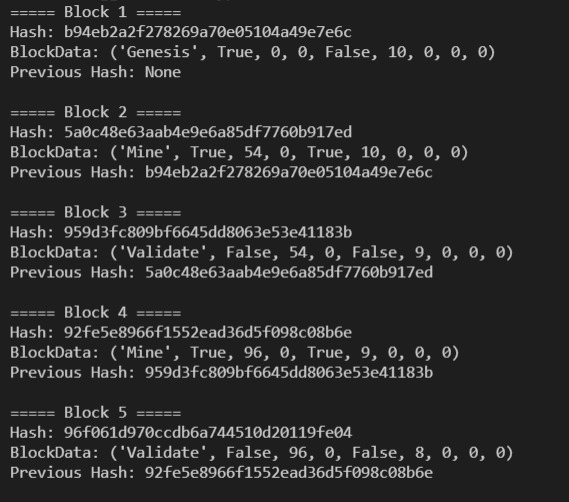 ===== Block 1 =====
Hash: b94eb2a2f278269a70e05104a49e7e6c
BlockData: ('Genesis', True, 0, 0, False, 10, 0, 0, 0)
Previous Hash: None
===== Block 2 =====
Hash: 5a0c48e63aab4e9e6a85df7760b917ed
BlockData: ('Mine', True, 54, 0, True, 10, 0, 0, 0)
Previous Hash: b94eb2a2f278269a70e05104a49e7e6c
===== Block 3 =====
Hash: 959d3fc809bf6645dd8063e53e41183b
BlockData: ('Validate', False, 54, 0, False, 9, 0, 0, 0)
Previous Hash: 5a0c48e63aab4e9e6a85df7760b917ed
===== Block 4 =====
Hash: 92fe5e8966f1552ead36d5f098c08b6e
BlockData: ('Mine', True, 96, 0, True, 9, 0, 0, 0)
Previous Hash: 959d3fc809bf6645dd8063e53e41183b
===== Block 5 =====
Hash: 96f061d970ccdb6a744510d20119fe04
BlockData: ('Validate', False, 96, 0, False, 8, 0, 0, 0)
Previous Hash: 92fe5e8966f1552ead36d5f098c08b6e